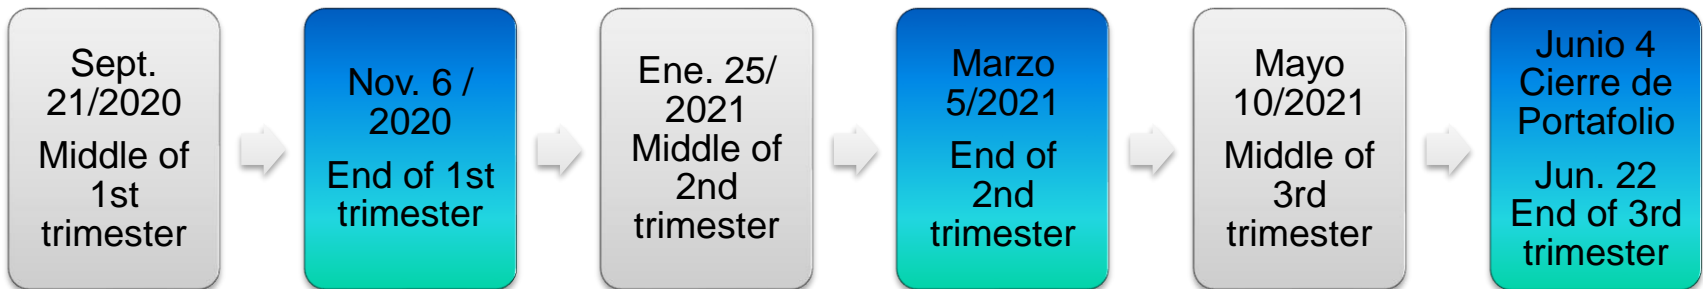 Sept.
21/2020
Middle of
1st
trimester
Nov. 6 /
2020
End of 1st
trimester
Ene. 25/
2021
Middle of
2nd
trimester
Marzo
5/2021
End of
2nd
trimester
Mayo
10/2021
Middle of
3rd
trimester
Junio 4
Cierre de
Portafolio
Jun. 22
End of 3rd
trimester